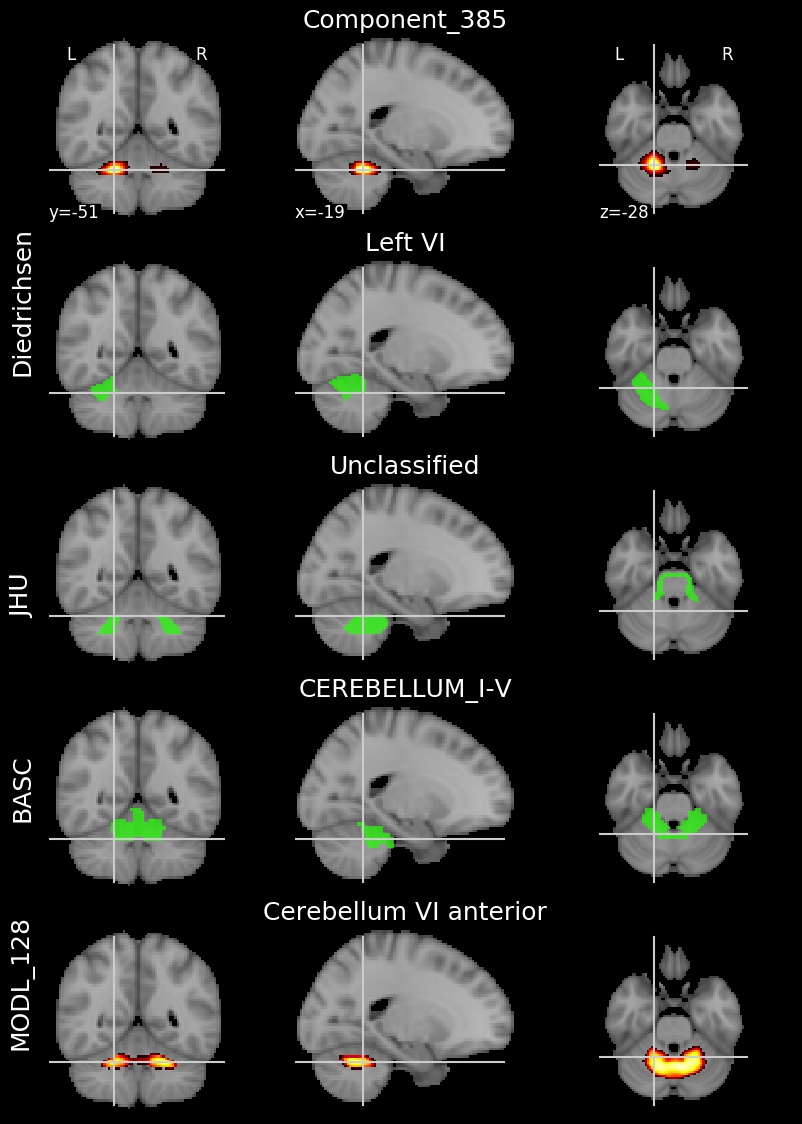 Component_385
L R L R
y=-51 x=-19 z=-28
Diedrichsen
Left VI
JHU
Unclassified
BASC
CEREBELLUM_I-V
MODL_128
Cerebellum VI anterior